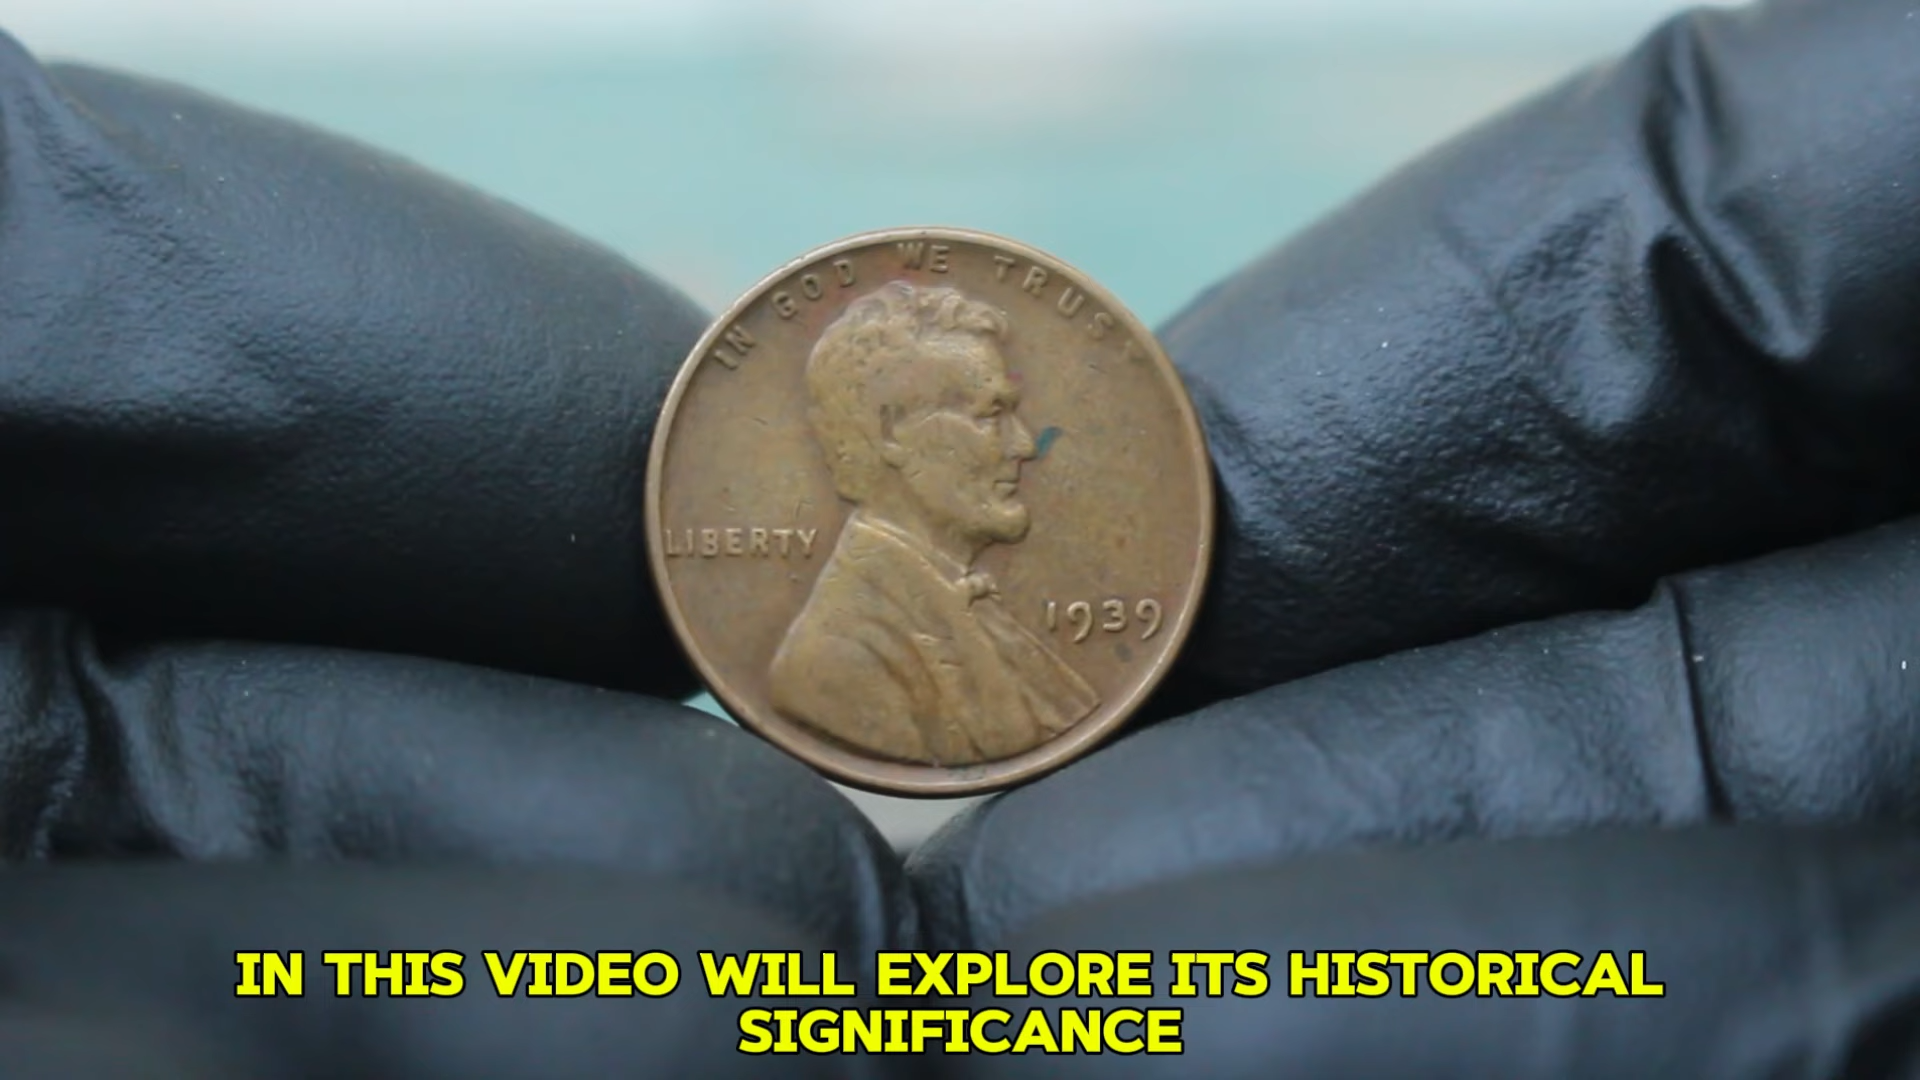 IN GOD WE TRUST
LIBERTY
1939
IN THIS VIDEO WILL EXPLORE ITS HISTORICAL
SIGNIFICANCE